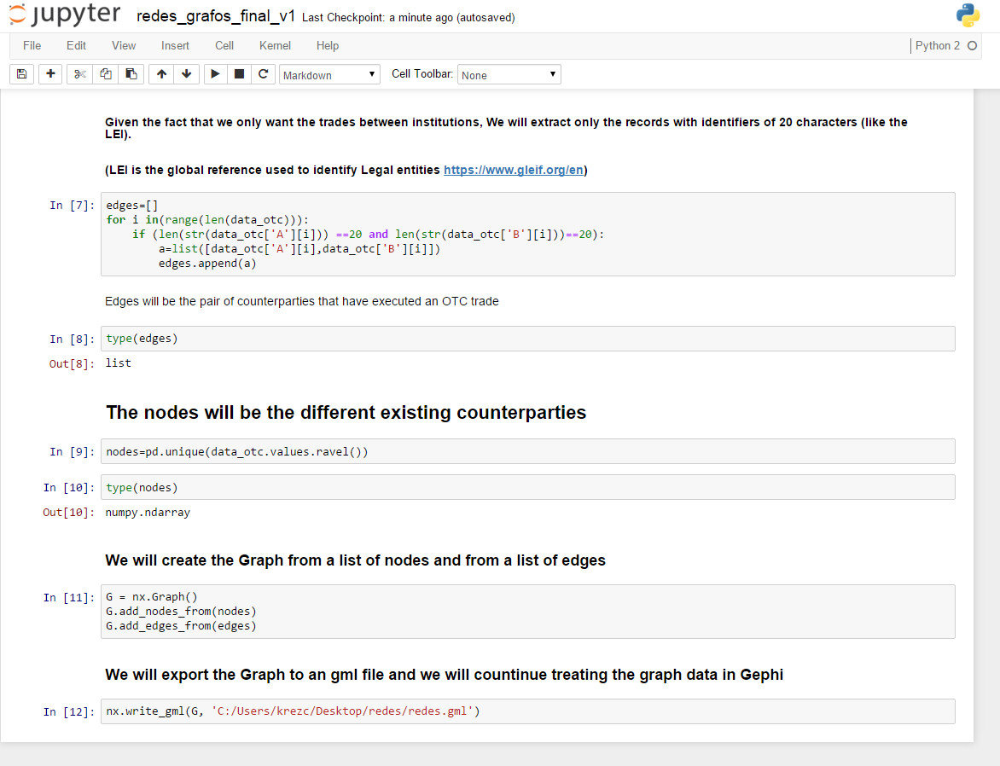 jupyter redes_grafos_final_v1 Last Checkpoint: a minute ago (autosaved)
File Edit View Insert Cell Kernel Help Python 2
Markdown Cell Toolbar: None
Given the fact that we only want the trades between institutions, We will extract only the records with identifiers of 20 characters (like the
LEI).
(LEI is the global reference used to identify Legal entities https://www.gleif.org/en)
In [7]: edges=[]
for i in(range(len(data_otc))):
if (len(str(data_otc['A'][i])) ==20 and len(str(data_otc['B'][i]))==20):
a=list([data_otc['A'][i],data_otc['B'][i]])
edges.append(a)
Edges will be the pair of counterparties that have executed an OTC trade
In [8]: type(edges)
Out[8]: list
The nodes will be the different existing counterparties
In [9]: nodes=pd.unique(data_otc.values.ravel())
In [10]: type(nodes)
Out[10]: numpy.ndarray
We will create the Graph from a list of nodes and from a list of edges
In [11]: G = nx.Graph()
G.add_nodes_from(nodes)
G.add_edges_from(edges)
We will export the Graph to an gml file and we will countinue treating the graph data in Gephi
In [12]: nx.write_gml(G, 'C:/Users/krezc/Desktop/redes/redes.gml')